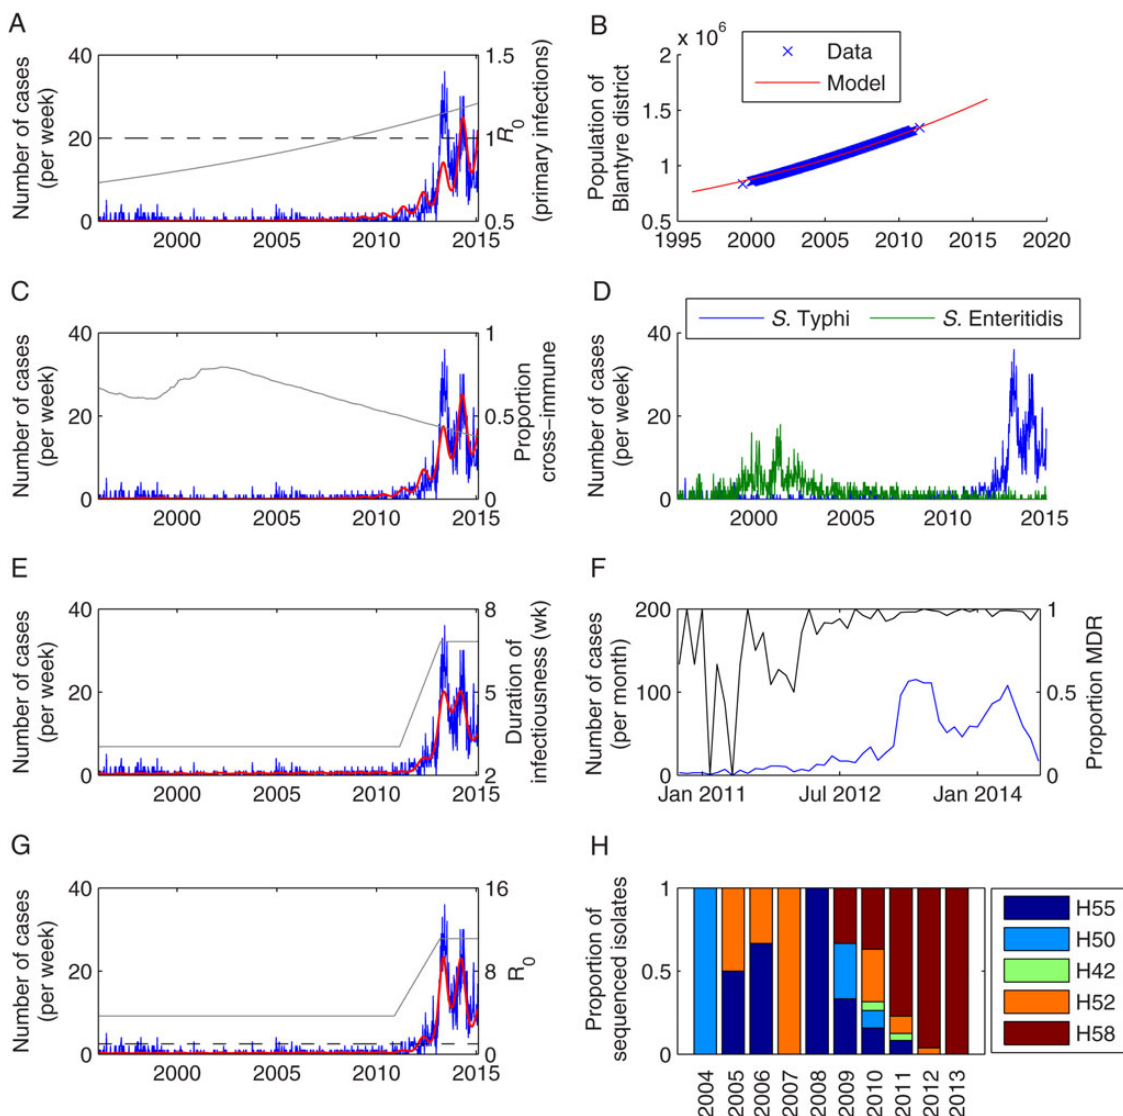 A
Number of cases
(per week)
40
20
0
2000
2005
2010
2015
1.5
1
0.5
R0
(primary infections)
B
x 10^6
Population of
Blantyre district
2
1.5
1
0.5
1995
2000
2005
2010
2015
2020
Data
Model
C
Number of cases
(per week)
40
20
0
2000
2005
2010
2015
1
0.5
0
Proportion
cross−immune
D
Number of cases
(per week)
40
20
0
2000
2005
2010
2015
S. Typhi
S. Enteritidis
E
Number of cases
(per week)
40
20
0
2000
2005
2010
2015
8
5
2
Duration of
infectiousness (wk)
F
Number of cases
(per month)
200
100
0
Jan 2011
Jul 2012
Jan 2014
1
0.5
0
Proportion MDR
G
Number of cases
(per week)
40
20
0
2000
2005
2010
2015
16
8
0
R0
H
Proportion of
sequenced isolates
1
0.5
0
2004
2005
2006
2007
2008
2009
2010
2011
2012
2013
H55
H50
H42
H52
H58